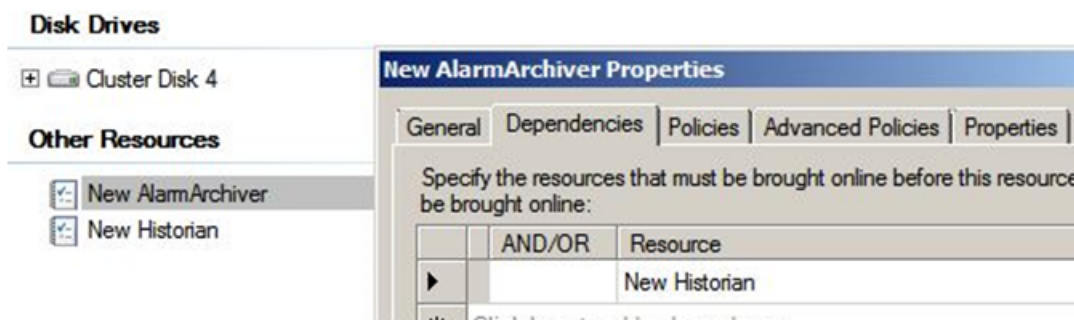 Disk Drives
Cluster Disk 4
Other Resources
New AlarmArchiver
New Historian
New AlarmArchiver Properties
General Dependencies Policies Advanced Policies Properties
Specify the resources that must be brought online before this resource
be brought online:
AND/OR Resource
New Historian